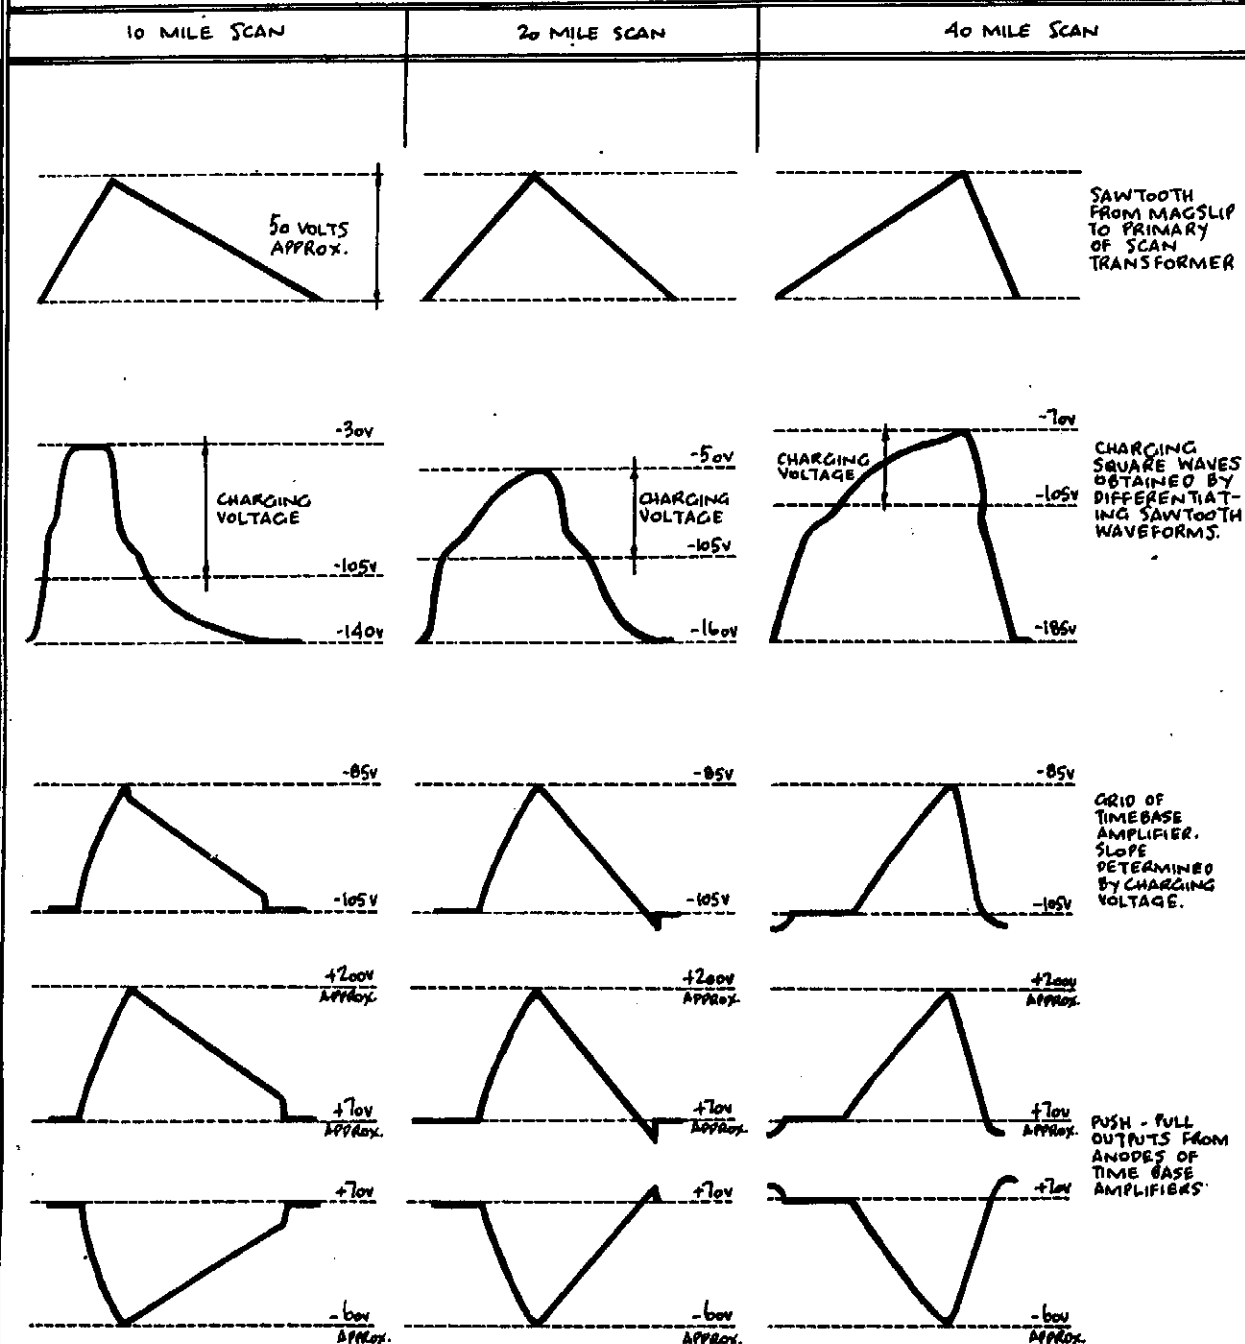 10 MILE SCAN
20 MILE SCAN
40 MILE SCAN
50 VOLTS
APPROX.
SAWTOOTH
FROM MAGSLIP
TO PRIMARY
OF SCAN
TRANSFORMER
-30V
CHARGING
VOLTAGE
-105V
-140V
-50V
CHARGING
VOLTAGE
-105V
-160V
-70V
CHARGING
VOLTAGE
-105V
-185V
CHARGING
SQUARE WAVES
OBTAINED BY
DIFFERENTIAT-
ING SAWTOOTH
WAVEFORMS.
-85V
-105V
-85V
-105V
-85V
-105V
GRID OF
TIMEBASE
AMPLIFIER.
SLOPE
DETERMINED
BY CHARGING
VOLTAGE.
+200V
APPROX.
+70V
APPROX.
+200V
APPROX.
+70V
APPROX.
+200V
APPROX.
+70V
APPROX.
+70V
-60V
APPROX.
+70V
-60V
APPROX.
+70V
-60V
APPROX.
PUSH - PULL
OUTPUTS FROM
ANODES OF
TIME BASE
AMPLIFIERS